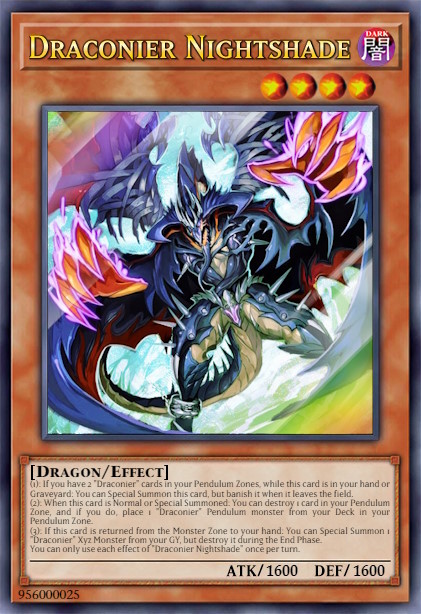 DRACONIER NIGHTSHADE
DARK
闇
[DRAGON/EFFECT]
(1): If you have 2 "Draconier" cards in your Pendulum Zones, while this card is in your hand or
Graveyard: You can Special Summon this card, but banish it when it leaves the field.
(2): When this card is Normal or Special Summoned: You can destroy 1 card in your Pendulum
Zone, and if you do, place 1 "Draconier" Pendulum monster from your Deck in your
Pendulum Zone.
(3): If this card is returned from the Monster Zone to your hand: You can Special Summon 1
"Draconier" Xyz Monster from your GY, but destroy it during the End Phase.
You can only use each effect of "Draconier Nightshade" once per turn.
ATK/1600 DEF/1600
956000025